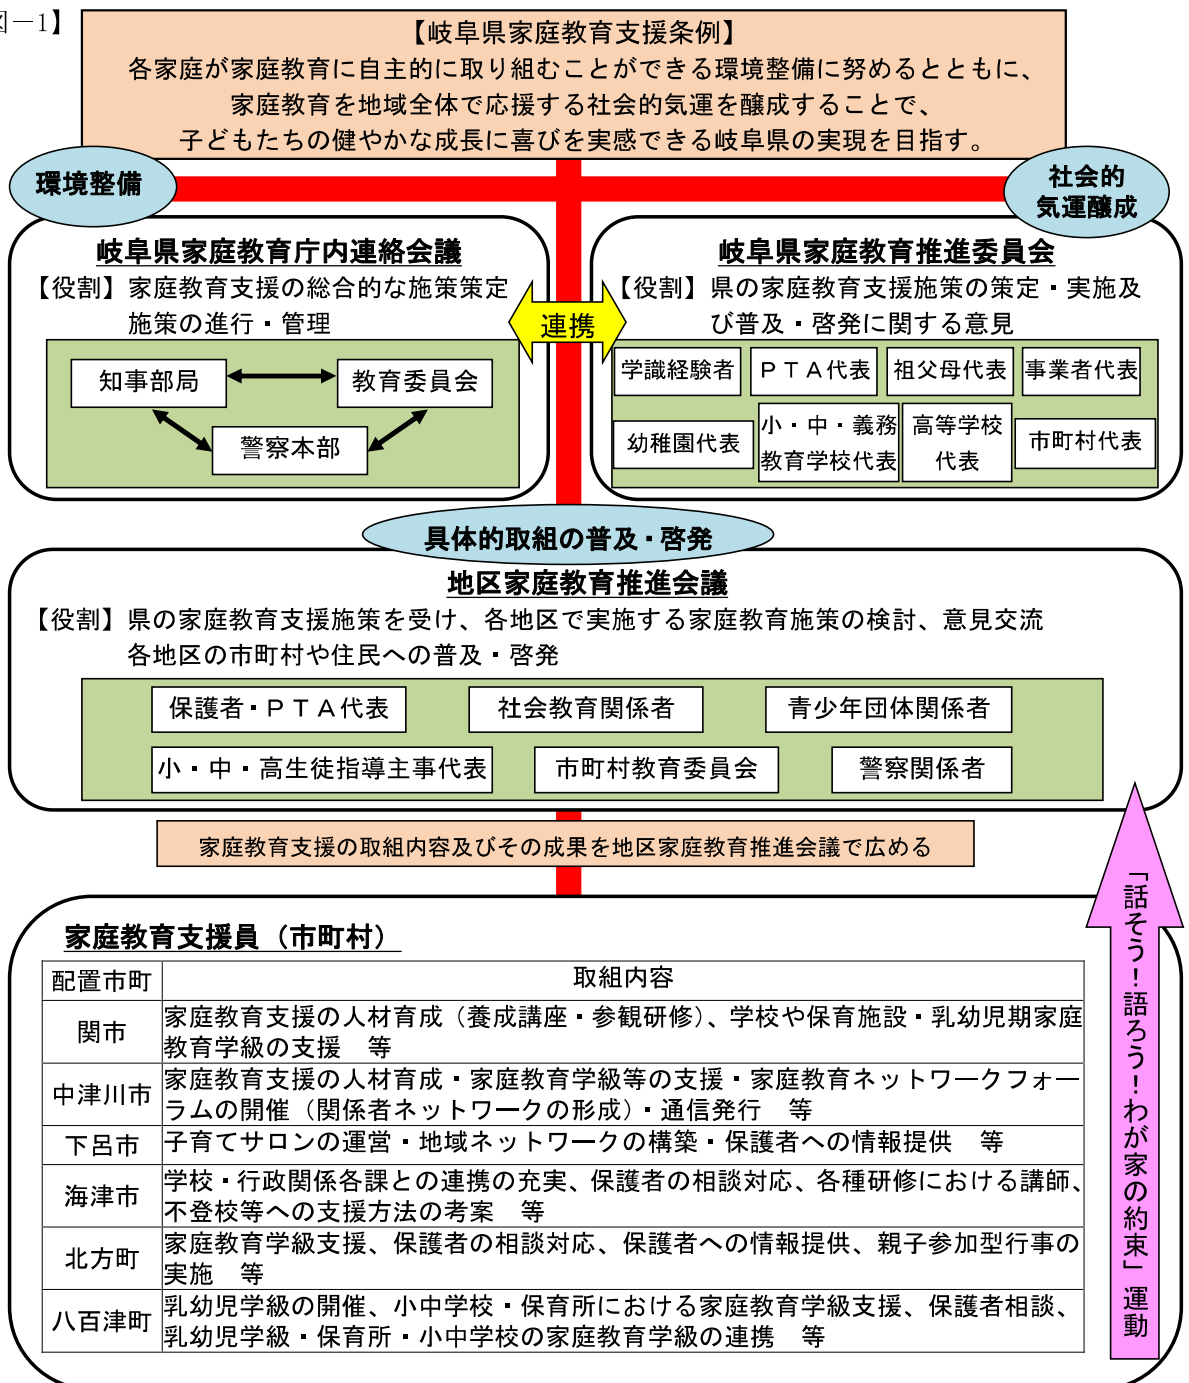 図－1】
【岐阜県家庭教育支援条例】
各家庭が家庭教育に自主的に取り組むことができる環境整備に努めるとともに、
家庭教育を地域全体で応援する社会的気運を醸成することで、
子どもたちの健やかな成長に喜びを実感できる岐阜県の実現を目指す。
環境整備
社会的
気運醸成
岐阜県家庭教育庁内連絡会議
【役割】家庭教育支援の総合的な施策策定
施策の進行・管理
知事部局
教育委員会
警察本部
連携
岐阜県家庭教育推進委員会
【役割】県の家庭教育支援施策の策定・実施及
び普及・啓発に関する意見
学識経験者
ＰＴＡ代表
祖父母代表
事業者代表
幼稚園代表
小・中・義務
教育学校代表
高等学校
代表
市町村代表
具体的取組の普及・啓発
地区家庭教育推進会議
【役割】県の家庭教育支援施策を受け、各地区で実施する家庭教育施策の検討、意見交流
各地区の市町村や住民への普及・啓発
保護者・ＰＴＡ代表
社会教育関係者
青少年団体関係者
小・中・高生徒指導主事代表
市町村教育委員会
警察関係者
家庭教育支援の取組内容及びその成果を地区家庭教育推進会議で広める
家庭教育支援員（市町村）
配置市町
取組内容
関市
家庭教育支援の人材育成（養成講座・参観研修）、学校や保育施設・乳幼児期家庭
教育学級の支援　等
中津川市
家庭教育支援の人材育成・家庭教育学級等の支援・家庭教育ネットワークフォー
ラムの開催（関係者ネットワークの形成）・通信発行　等
下呂市
子育てサロンの運営・地域ネットワークの構築・保護者への情報提供　等
海津市
学校・行政関係各課との連携の充実、保護者の相談対応、各種研修における講師、
不登校等への支援方法の考案　等
北方町
家庭教育学級支援、保護者の相談対応、保護者への情報提供、親子参加型行事の
実施　等
八百津町
乳幼児学級の開催、小中学校・保育所における家庭教育学級支援、保護者相談、
乳幼児学級・保育所・小中学校の家庭教育学級の連携　等
「話そう！語ろう！わが家の約束」運動